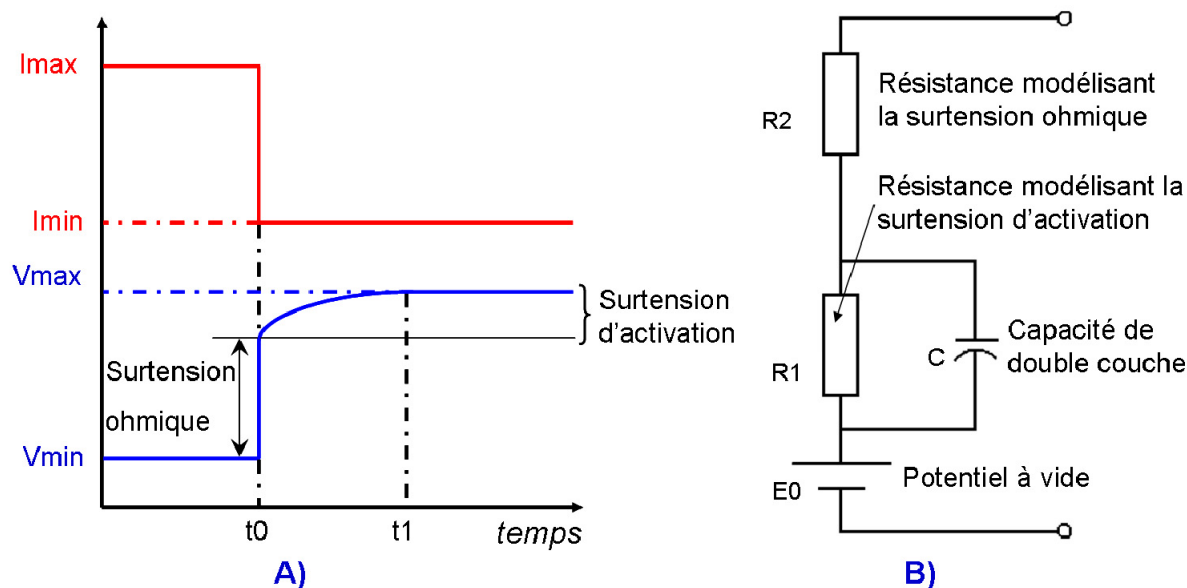 Imax
Imin
Vmax
Vmin
Surtension
ohmique
Surtension
d'activation
t0
t1
temps
A)
R2
Résistance modélisant
la surtension ohmique
Résistance modélisant la
surtension d'activation
R1
C
Capacité de
double couche
E0
Potentiel à vide
B)